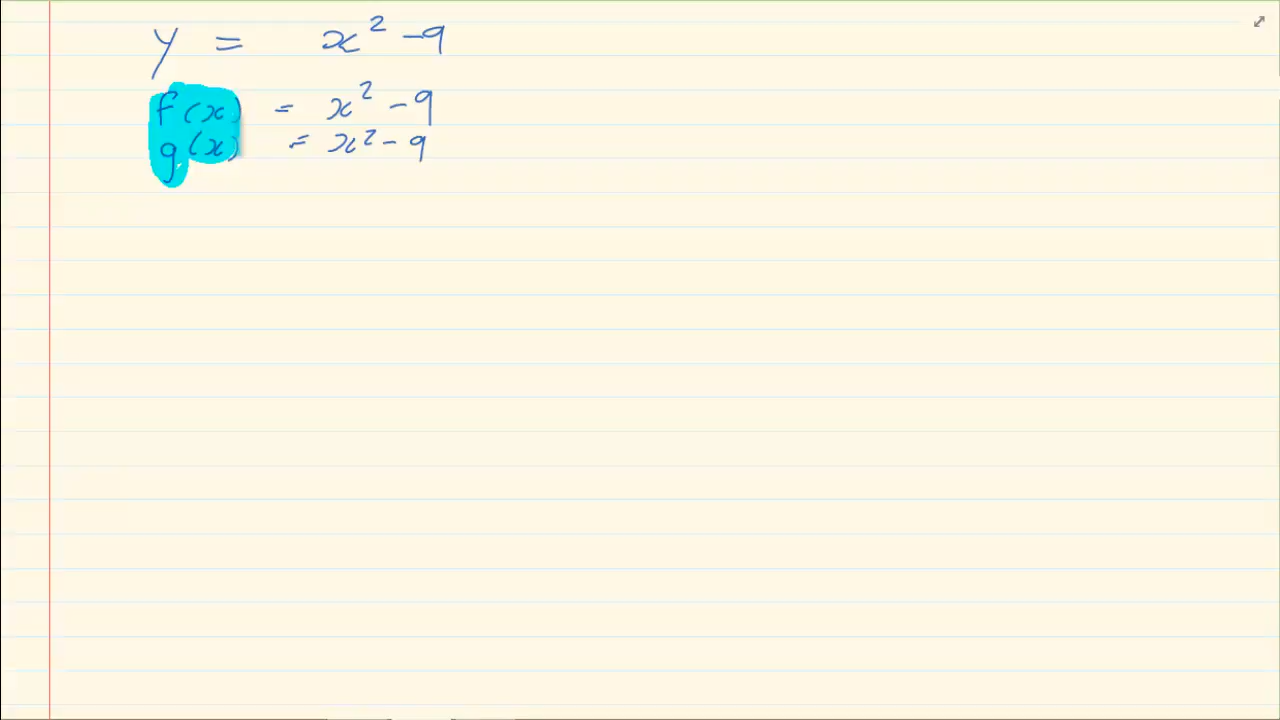 y = x² - 9
f(x) = x² - 9
g(x) = x² - 9